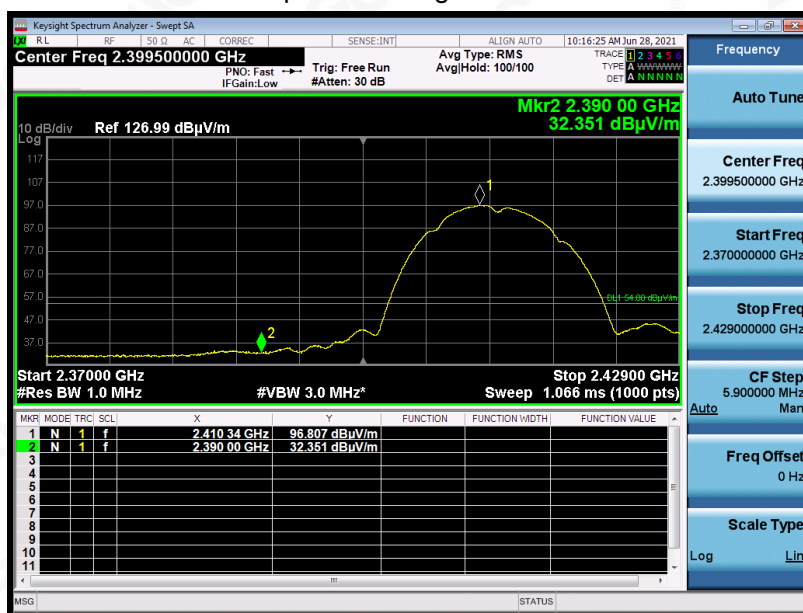 Keysight Spectrum Analyzer - Swept SA
LXI RL RF 50 Ω AC CORREC SENSE:INT ALIGN AUTO 10:16:25 AM Jun 28, 2021
Center Freq 2.399500000 GHz
PNO: Fast
IFGain:Low
Trig: Free Run
#Atten: 30 dB
Avg Type: RMS
Avg|Hold: 100/100
TRACE 1 2 3 4 5 6
TYPE A WWWWW
DET A N N N N N
Mkr2 2.390 00 GHz
32.351 dBµV/m
10 dB/div Ref 126.99 dBµV/m
Log
117
107
97.0
87.0
77.0
67.0
57.0
47.0
37.0
1
2
DL1 54.00 dBµV/m
Start 2.37000 GHz Stop 2.42900 GHz
#Res BW 1.0 MHz #VBW 3.0 MHz* Sweep 1.066 ms (1000 pts)
MKR MODE TRC SCL X Y FUNCTION FUNCTION WIDTH FUNCTION VALUE
1 N 1 f 2.410 34 GHz 96.807 dBµV/m
2 N 1 f 2.390 00 GHz 32.351 dBµV/m
3
4
5
6
7
8
9
10
11
MSG STATUS
Frequency
Auto Tune
Center Freq
2.399500000 GHz
Start Freq
2.370000000 GHz
Stop Freq
2.429000000 GHz
CF Step
5.900000 MHz
Auto Man
Freq Offset
0 Hz
Scale Type
Log Lin